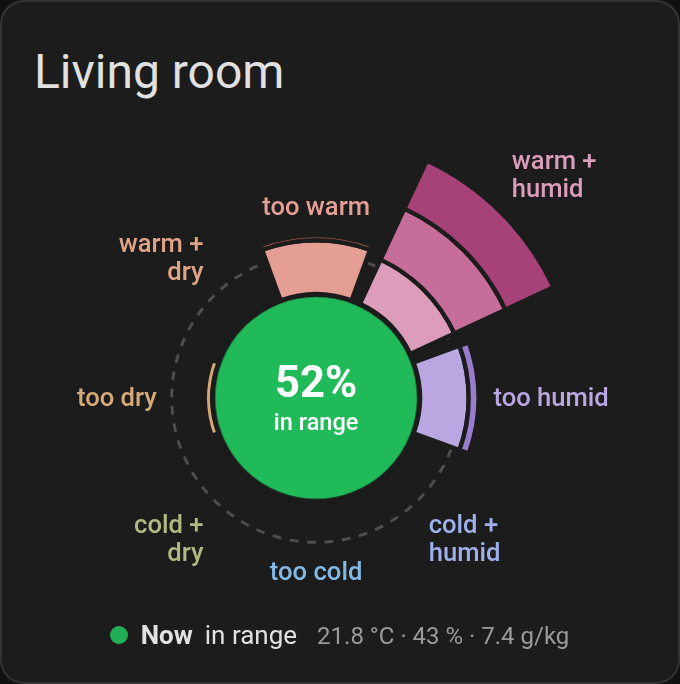 Living room
warm +
humid
too warm
warm +
dry
52%
in range
too dry
too humid
cold +
dry
cold +
humid
too cold
Now in range 21.8 °C · 43 % · 7.4 g/kg